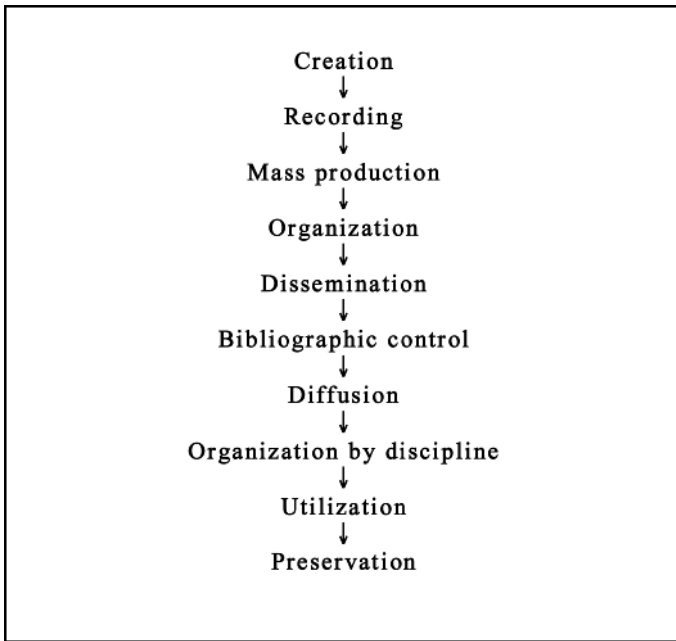 Creation
Recording
Mass production
Organization
Dissemination
Bibliographic control
Diffusion
Organization by discipline
Utilization
Preservation